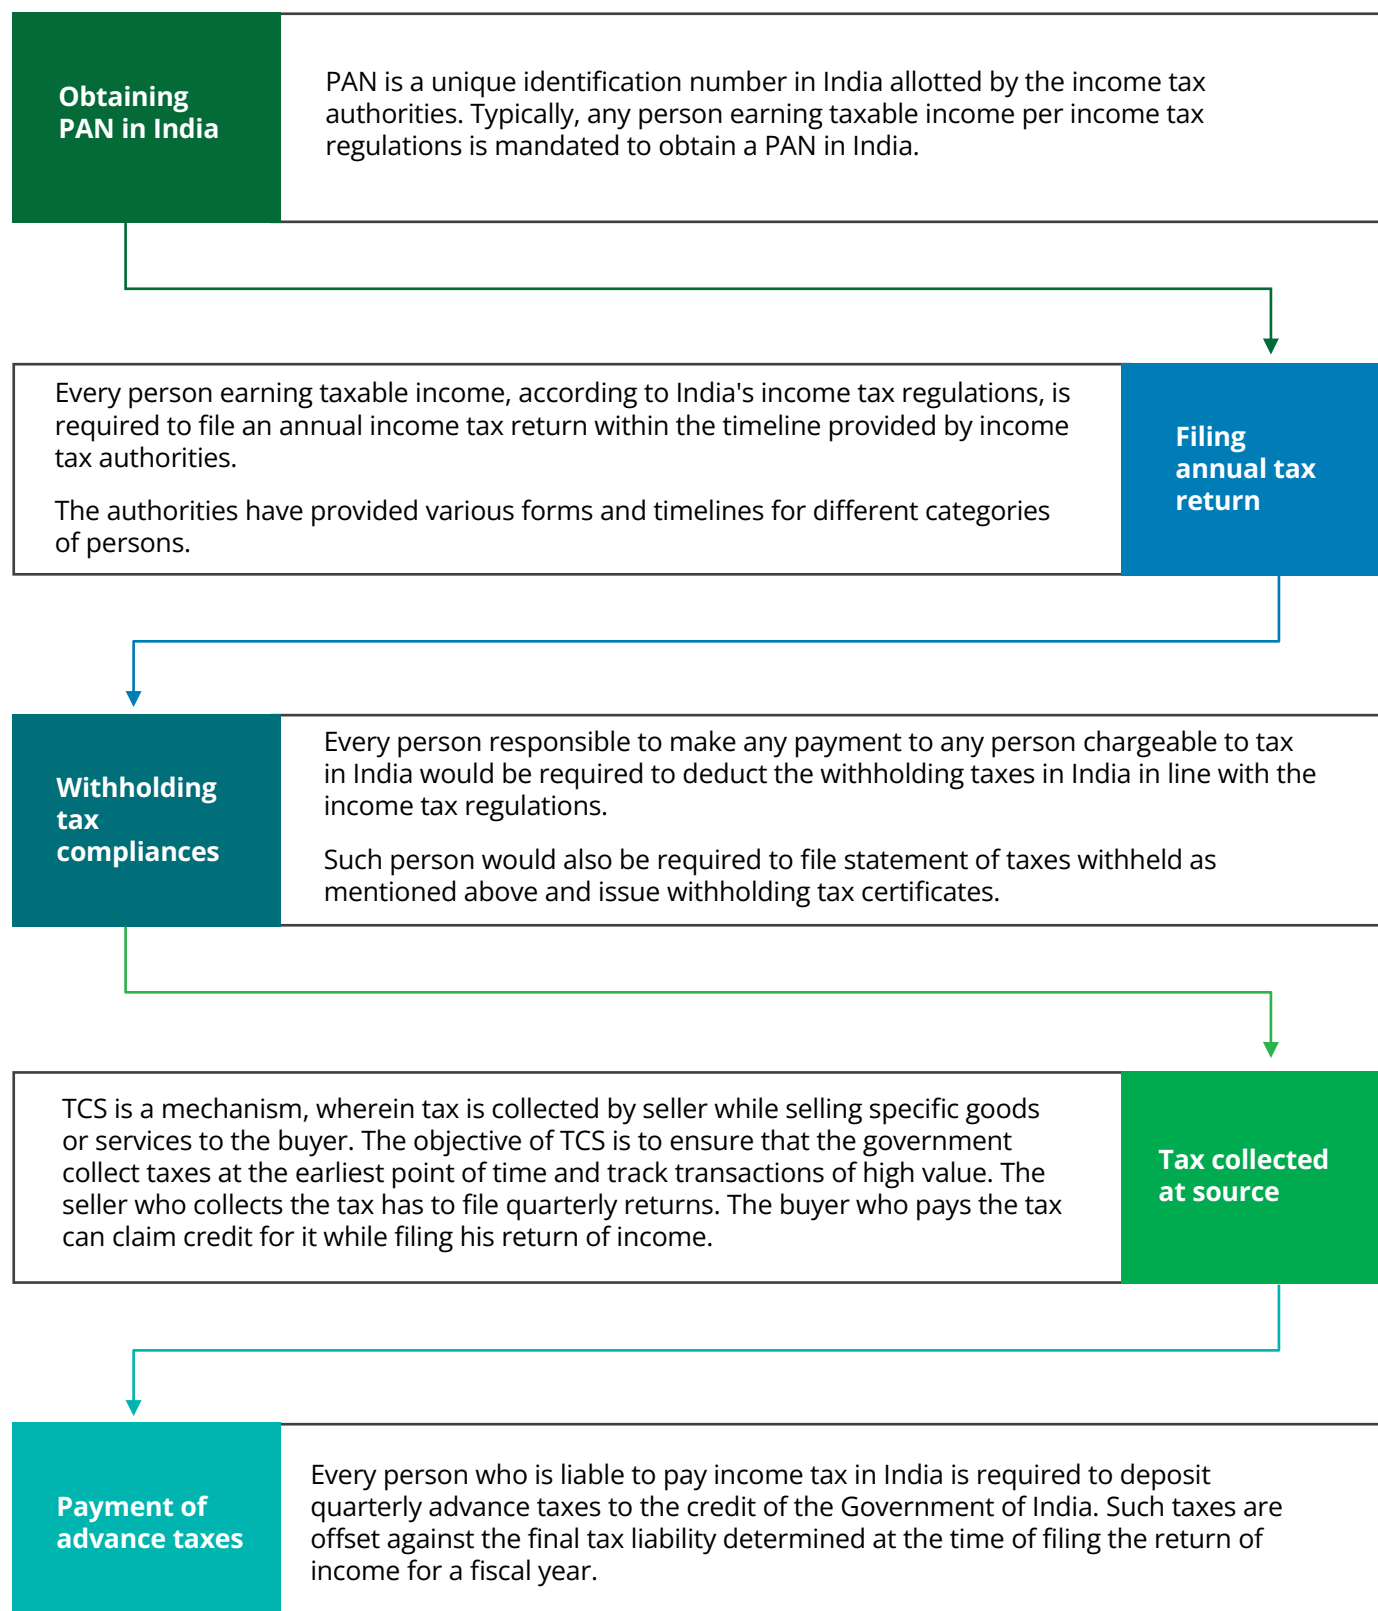 Obtaining
PAN in India
PAN is a unique identification number in India allotted by the income tax
authorities. Typically, any person earning taxable income per income tax
regulations is mandated to obtain a PAN in India.
Every person earning taxable income, according to India's income tax regulations, is
required to file an annual income tax return within the timeline provided by income
tax authorities.
The authorities have provided various forms and timelines for different categories
of persons.
Filing
annual tax
return
Withholding
tax
compliances
Every person responsible to make any payment to any person chargeable to tax
in India would be required to deduct the withholding taxes in India in line with the
income tax regulations.
Such person would also be required to file statement of taxes withheld as
mentioned above and issue withholding tax certificates.
TCS is a mechanism, wherein tax is collected by seller while selling specific goods
or services to the buyer. The objective of TCS is to ensure that the government
collect taxes at the earliest point of time and track transactions of high value. The
seller who collects the tax has to file quarterly returns. The buyer who pays the tax
can claim credit for it while filing his return of income.
Tax collected
at source
Payment of
advance taxes
Every person who is liable to pay income tax in India is required to deposit
quarterly advance taxes to the credit of the Government of India. Such taxes are
offset against the final tax liability determined at the time of filing the return of
income for a fiscal year.